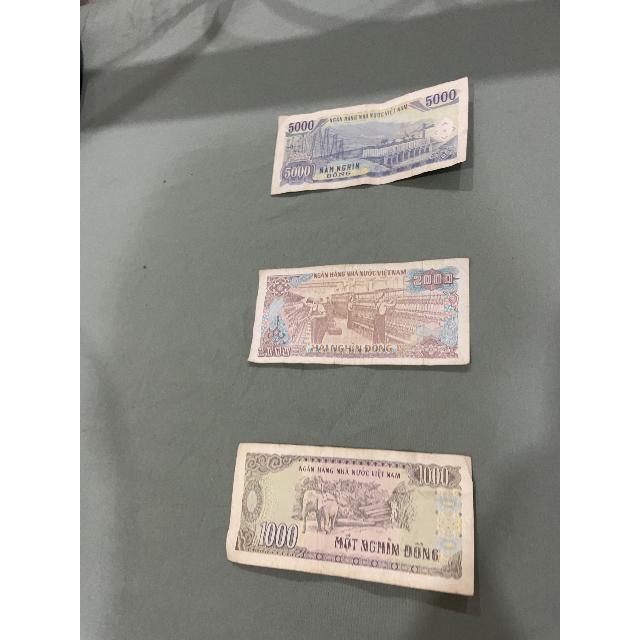 5000
NGÂN HÀNG NHÀ NƯỚC VIỆT NAM
5000
5000
NĂM NGHÌN
ĐỒNG
NGÂN HÀNG NHÀ NƯỚC VIỆT NAM
2000
HAI NGHÌN ĐỒNG
NGÂN HÀNG NHÀ NƯỚC VIỆT NAM
1000
1000
MỘT NGHÌN ĐỒNG